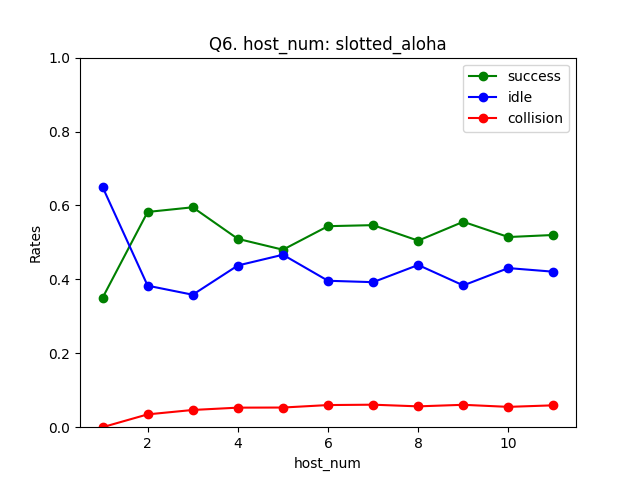 Q6. host_num: slotted_aloha
success
idle
collision
Rates
1.0
0.8
0.6
0.4
0.2
0.0
2 4 6 8 10
host_num